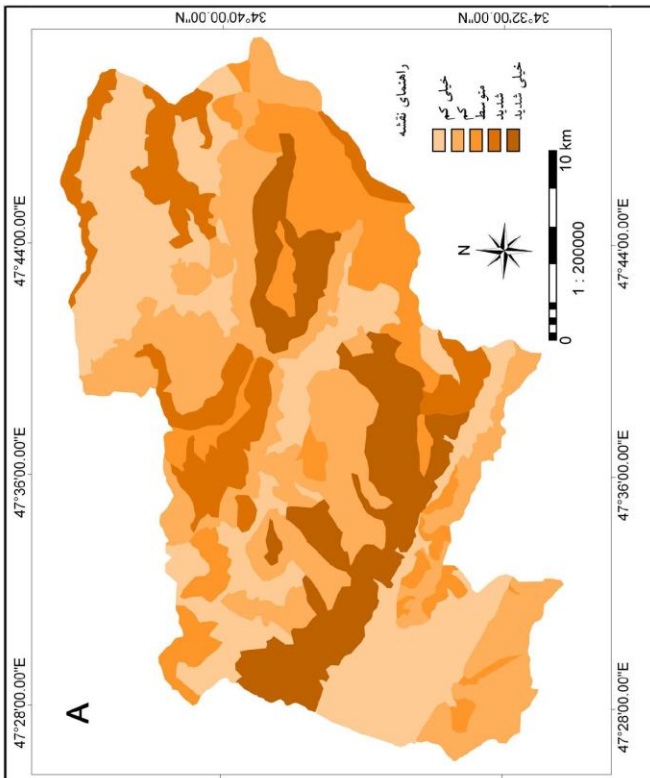 A
47°28'00.00"E
47°36'00.00"E
47°44'00.00"E
34°40'00.00"N
34°32'00.00"N
راهنمای نقشه
خیلی کم
کم
متوسط
شدید
خیلی شدید
N
0
10 km
1 : 200000
47°28'00.00"E
47°36'00.00"E
47°44'00.00"E